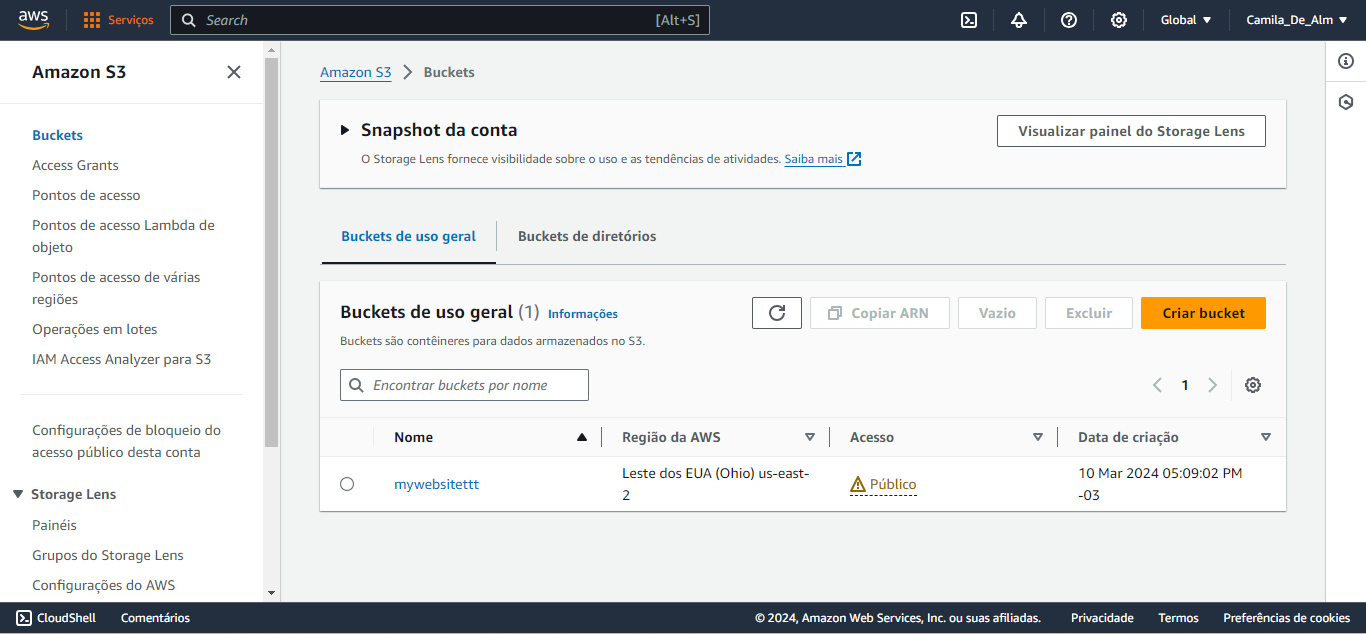 aws
Serviços
Search
[Alt+S]
Global
Camila_De_Alm
Amazon S3
Buckets
Access Grants
Pontos de acesso
Pontos de acesso Lambda de
objeto
Pontos de acesso de várias
regiões
Operações em lotes
IAM Access Analyzer para S3
Configurações de bloqueio do
acesso público desta conta
Storage Lens
Painéis
Grupos do Storage Lens
Configurações do AWS
Amazon S3
Buckets
Snapshot da conta
O Storage Lens fornece visibilidade sobre o uso e as tendências de atividades. Saiba mais
Visualizar painel do Storage Lens
Buckets de uso geral
Buckets de diretórios
Buckets de uso geral (1) Informações
Buckets são contêineres para dados armazenados no S3.
Copiar ARN
Vazio
Excluir
Criar bucket
Encontrar buckets por nome
1
Nome
Região da AWS
Acesso
Data de criação
mywebsitettt
Leste dos EUA (Ohio) us-east-
2
Público
10 Mar 2024 05:09:02 PM
-03
CloudShell
Comentários
© 2024, Amazon Web Services, Inc. ou suas afiliadas.
Privacidade
Termos
Preferências de cookies